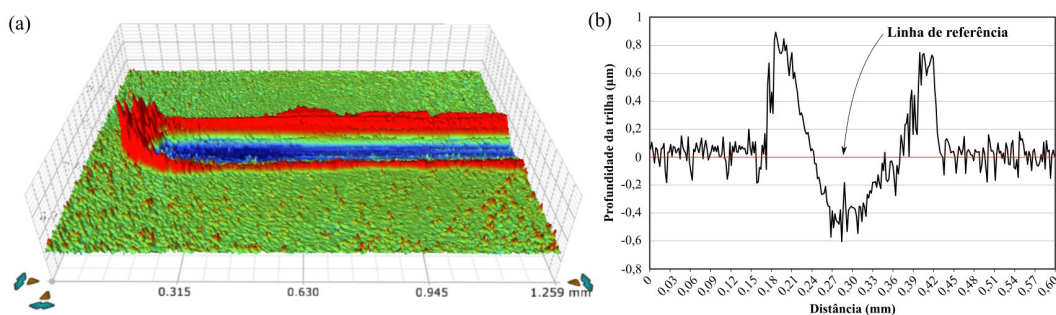 (a)
0.315
0.630
0.945
1.259 mm
(b)
Profundidade da trilha (µm)
1
0,8
0,6
0,4
0,2
0
-0,2
-0,4
-0,6
-0,8
Linha de referência
0 0,03 0,06 0,09 0,12 0,15 0,18 0,21 0,24 0,27 0,30 0,33 0,36 0,39 0,42 0,45 0,48 0,51 0,54 0,57 0,60
Distância (mm)